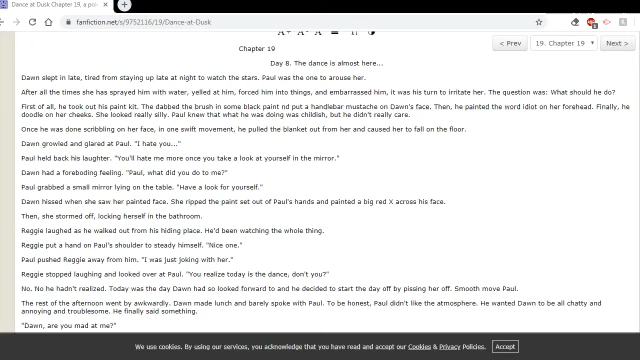 Dance at Dusk Chapter 19, a poké
fanfiction.net/s/9752116/19/Dance-at-Dusk
A+ A- A
< Prev
19. Chapter 19
Next >
Chapter 19
Day 8. The dance is almost here...
Dawn slept in late, tired from staying up late at night to watch the stars. Paul was the one to arouse her.
After all the times she has sprayed him with water, yelled at him, forced him into things, and embarrassed him, it was his turn to irritate her. The question was: What should he do?
First of all, he took out his paint kit. The dabbed the brush in some black paint nd put a handlebar mustache on Dawn's face. Then, he painted the word idiot on her forehead. Finally, he
doodle on her cheeks. She looked really silly. Paul knew that what he was doing was childish, but he didn't really care.
Once he was done scribbling on her face, in one swift movement, he pulled the blanket out from her and caused her to fall on the floor.
Dawn growled and glared at Paul. "I hate you..."
Paul held back his laughter. "You'll hate me more once you take a look at yourself in the mirror."
Dawn had a foreboding feeling. "Paul, what did you do to me?"
Paul grabbed a small mirror lying on the table. "Have a look for yourself."
Dawn hissed when she saw her painted face. She ripped the paint set out of Paul's hands and painted a big red X across his face.
Then, she stormed off, locking herself in the bathroom.
Reggie laughed as he walked out from his hiding place. He'd been watching the whole thing.
Reggie put a hand on Paul's shoulder to steady himself. "Nice one."
Paul pushed Reggie away from him. "I was just joking with her."
Reggie stopped laughing and looked over at Paul. "You realize today is the dance, don't you?"
No. No he hadn't realized. Today was the day Dawn had so looked forward to and he decided to start the day off by pissing her off. Smooth move Paul.
The rest of the afternoon went by awkwardly. Dawn made lunch and barely spoke with Paul. To be honest, Paul didn't like the atmosphere. He wanted Dawn to be all chatty and
annoying and troublesome. He finally said something.
"Dawn, are you mad at me?"
We use cookies. By using our services, you acknowledge that you have read and accept our Cookies & Privacy Policies.
Accept